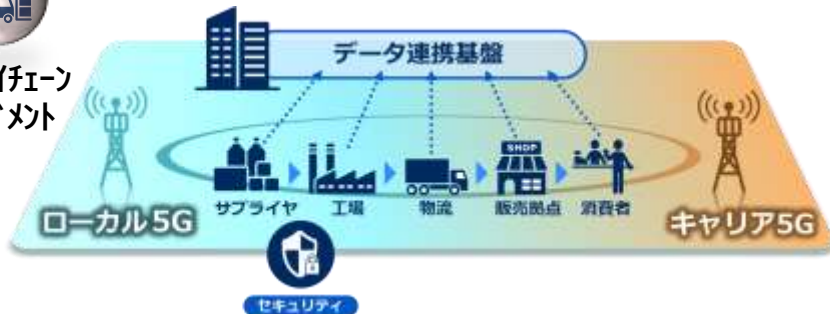 データ連携基盤
ｲﾁｪｰﾝ
ﾒﾝﾄ
SHOP
サプライヤ
工場
物流
販売拠点
消費者
ローカル5G
キャリア5G
セキュリティ